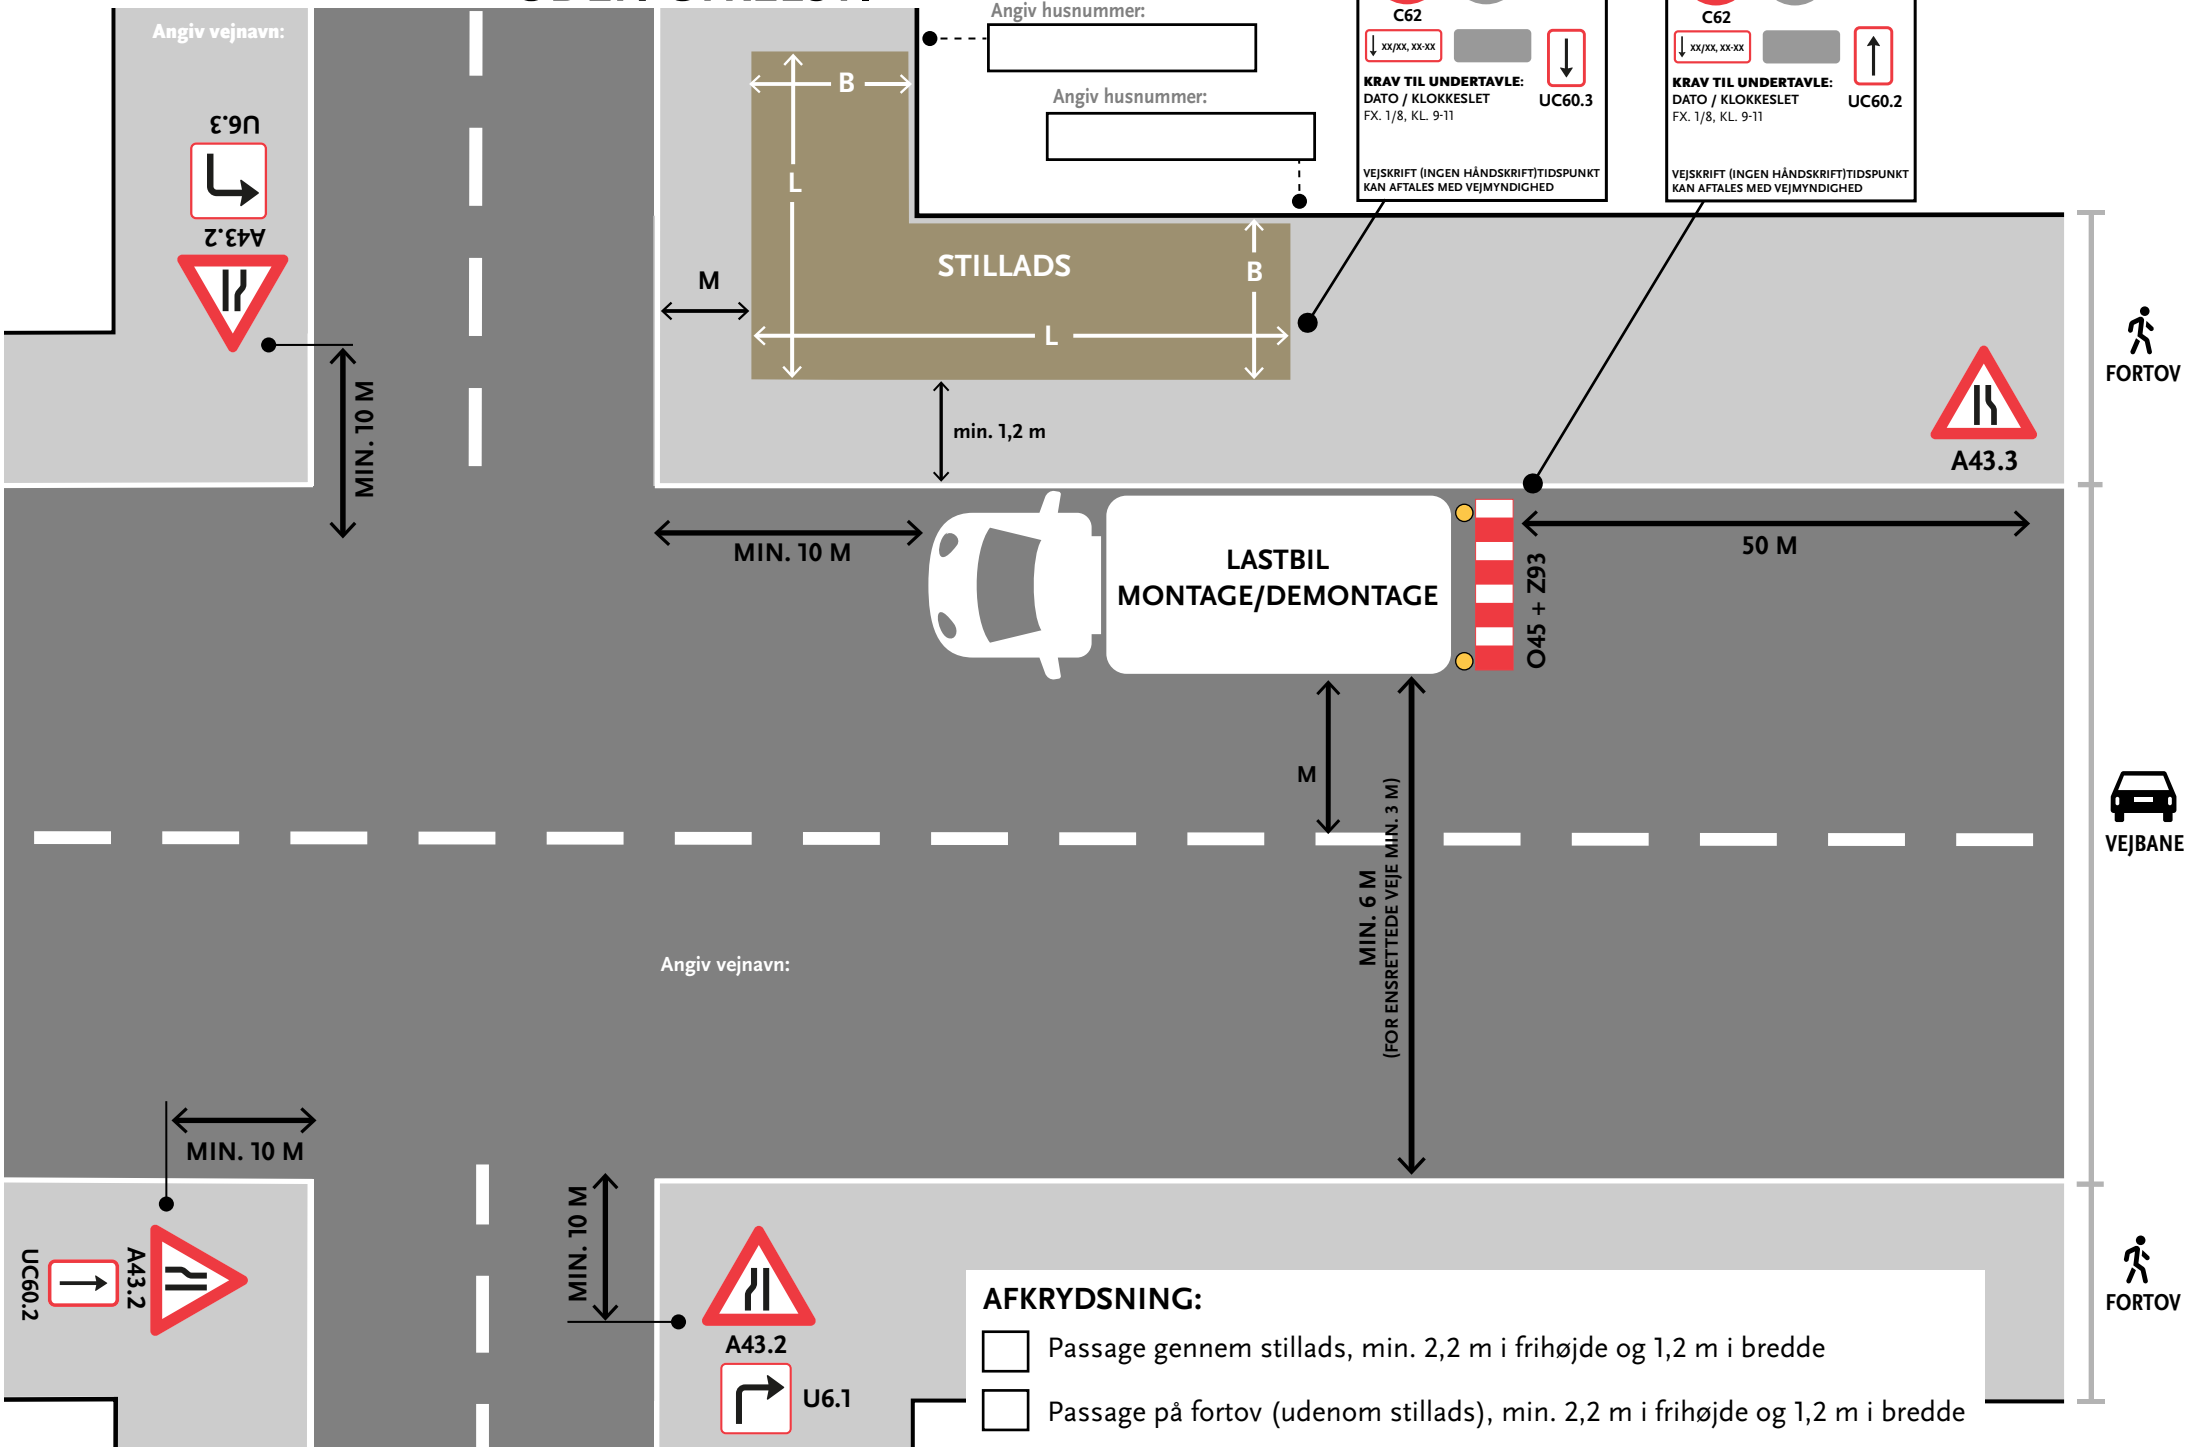 Angiv vejnavn:
Angiv husnummer:
Angiv husnummer:
C62
xx/xx, xx-xx
KRAV TIL UNDERTAVLE:
DATO / KLOKKESLET
FX. 1/8, KL. 9-11
UC60.3
VEJSKRIFT (INGEN HÅNDSKRIFT)TIDSPUNKT
KAN AFTALES MED VEJMYNDIGHED
C62
xx/xx, xx-xx
KRAV TIL UNDERTAVLE:
DATO / KLOKKESLET
FX. 1/8, KL. 9-11
UC60.2
VEJSKRIFT (INGEN HÅNDSKRIFT)TIDSPUNKT
KAN AFTALES MED VEJMYNDIGHED
U6.3
A43.2
MIN. 10 M
B
L
STILLADS
B
L
M
min. 1,2 m
FORTOV
A43.3
MIN. 10 M
LASTBIL
MONTAGE/DEMONTAGE
O45 + Z93
50 M
M
MIN. 6 M
(FOR ENSRETTEDE VEJE MIN. 3 M)
VEJBANE
Angiv vejnavn:
MIN. 10 M
UC60.2
A43.2
MIN. 10 M
A43.2
U6.1
FORTOV
AFKRYDSNING:
Passage gennem stillads, min. 2,2 m i frihøjde og 1,2 m i bredde
Passage på fortov (udenom stillads), min. 2,2 m i frihøjde og 1,2 m i bredde